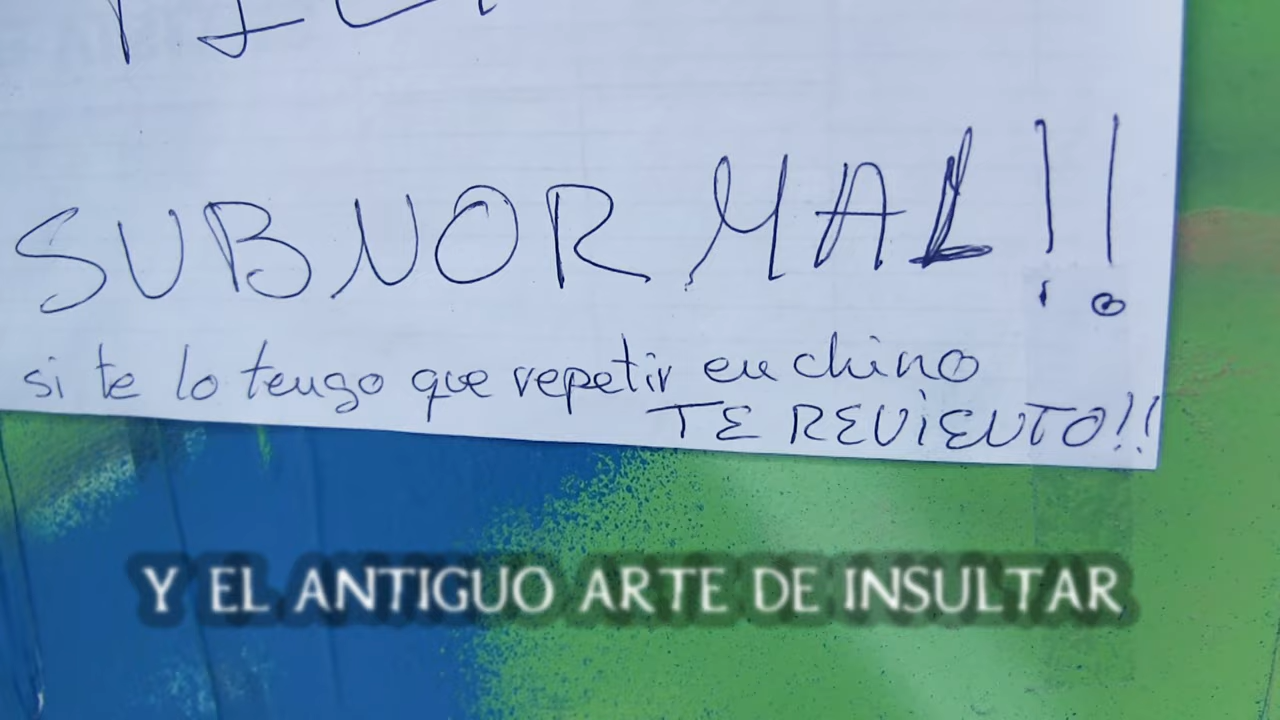 SUBNORMAL!!
si te lo tengo que repetir en chino
TE REVIENTO!!
Y EL ANTIGUO ARTE DE INSULTAR